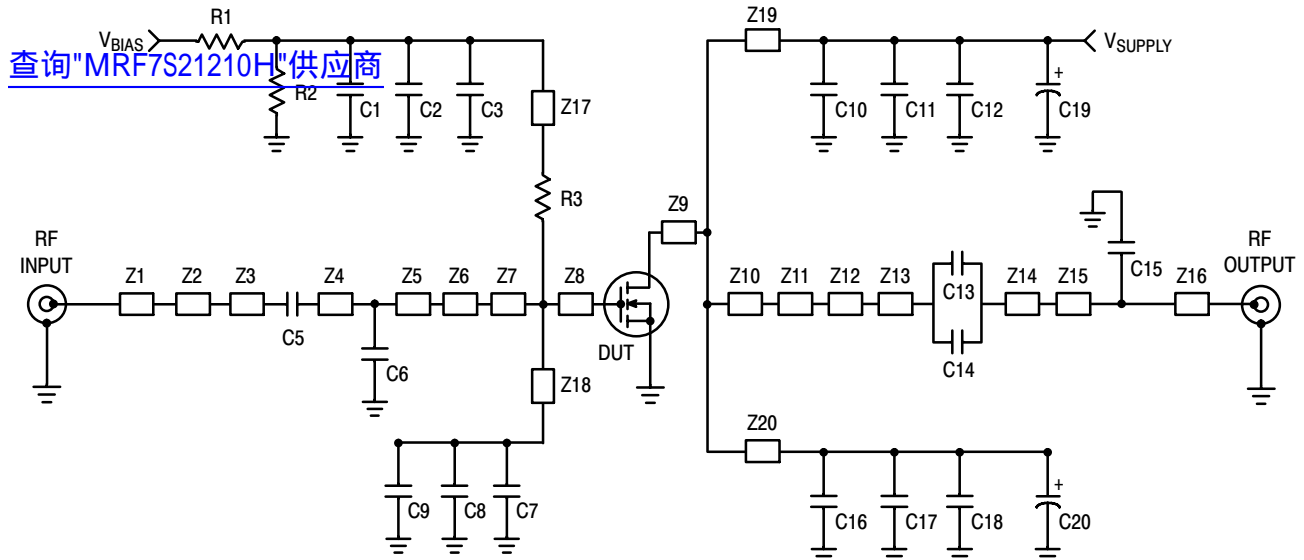 R1
Z19
V_BIAS
V_SUPPLY
查询"MRF7S21210H"供应商
R2
C1
C2
C3
Z17
C10
C11
C12
+
C19
R3
Z9
RF
INPUT
Z1
Z2
Z3
Z4
Z5
Z6
Z7
Z8
Z10
Z11
Z12
Z13
C13
Z14
Z15
C15
Z16
RF
OUTPUT
C5
C6
DUT
C14
Z18
Z20
C9
C8
C7
C16
C17
C18
+
C20